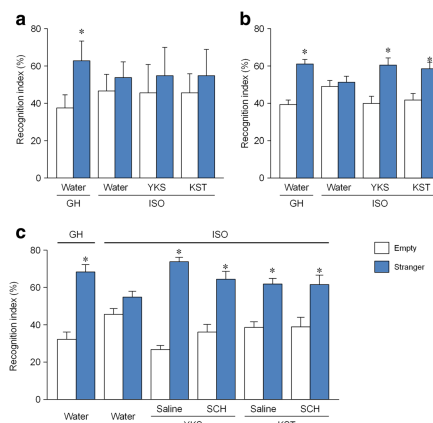 a
b
80
60
40
20
0
Recognition index (%)
*
Water Water YKS KST
GH ISO
80
60
40
20
0
Recognition index (%)
* * *
Water Water YKS KST
GH ISO
c
GH ISO
80
60
40
20
0
Recognition index (%)
* * * * *
Saline SCH Saline SCH
Water Water
Empty
Stranger